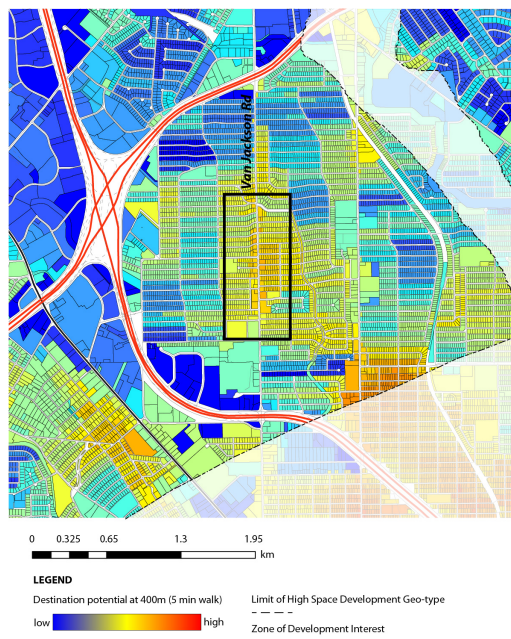 Van Jackson Rd
0 0.325 0.65 1.3 1.95
km
LEGEND
Destination potential at 400m (5 min walk)
low high
Limit of High Space Development Geo-type
Zone of Development Interest